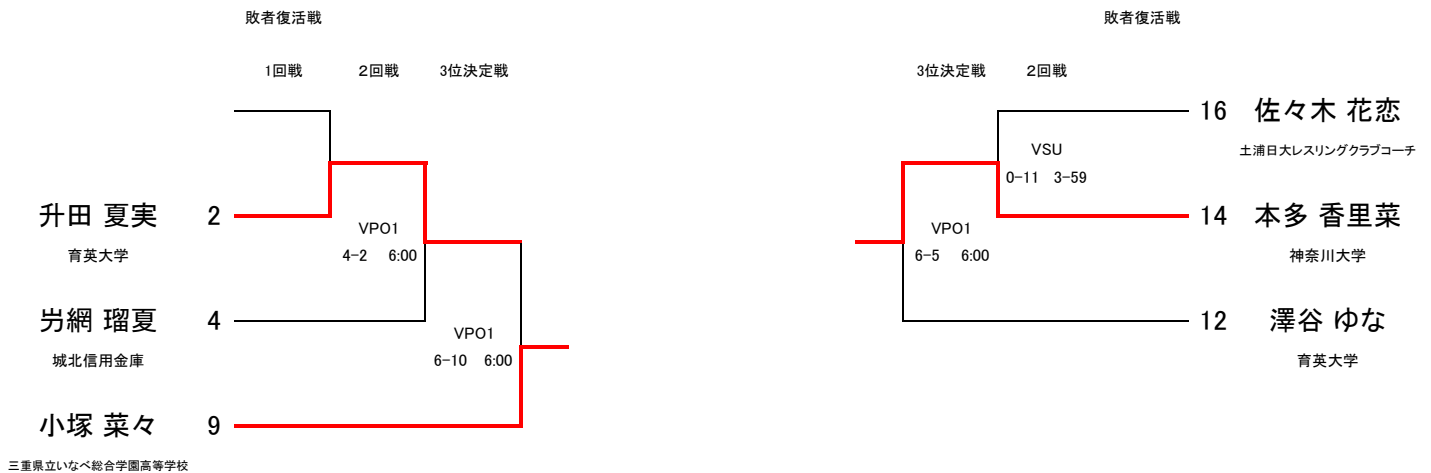 敗者復活戦
1回戦 2回戦 3位決定戦
升田 夏実 2
育英大学
VPO1
4-2 6:00
屶網 瑠夏 4
城北信用金庫
VPO1
6-10 6:00
小塚 菜々 9
三重県立いなべ総合学園高等学校
敗者復活戦
3位決定戦 2回戦
16 佐々木 花恋
土浦日大レスリングクラブコーチ
VSU
0-11 3-59
14 本多 香里菜
神奈川大学
VPO1
6-5 6:00
12 澤谷 ゆな
育英大学